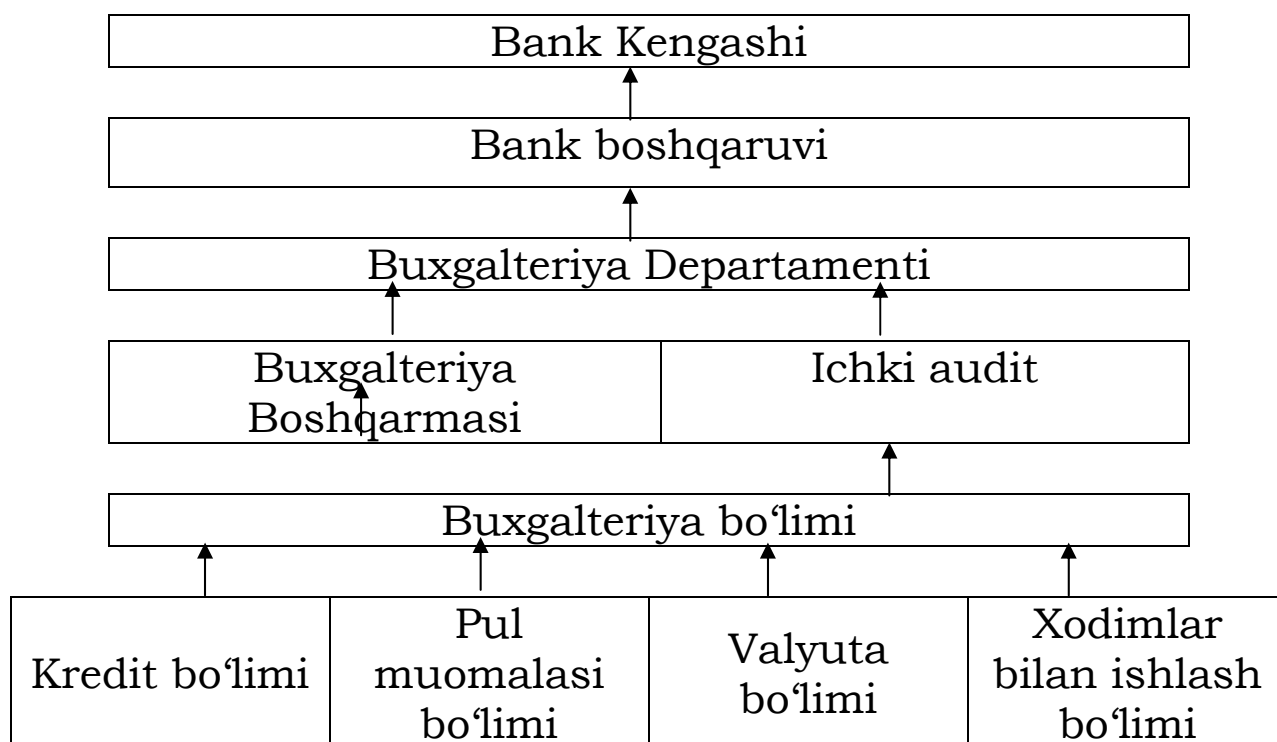 Bank Kengashi
Bank boshqaruvi
Buxgalteriya Departamenti
Buxgalteriya
Boshqarmasi
Ichki audit
Buxgalteriya bo‘limi
Kredit bo‘limi
Pul
muomalasi
bo‘limi
Valyuta
bo‘limi
Xodimlar
bilan ishlash
bo‘limi